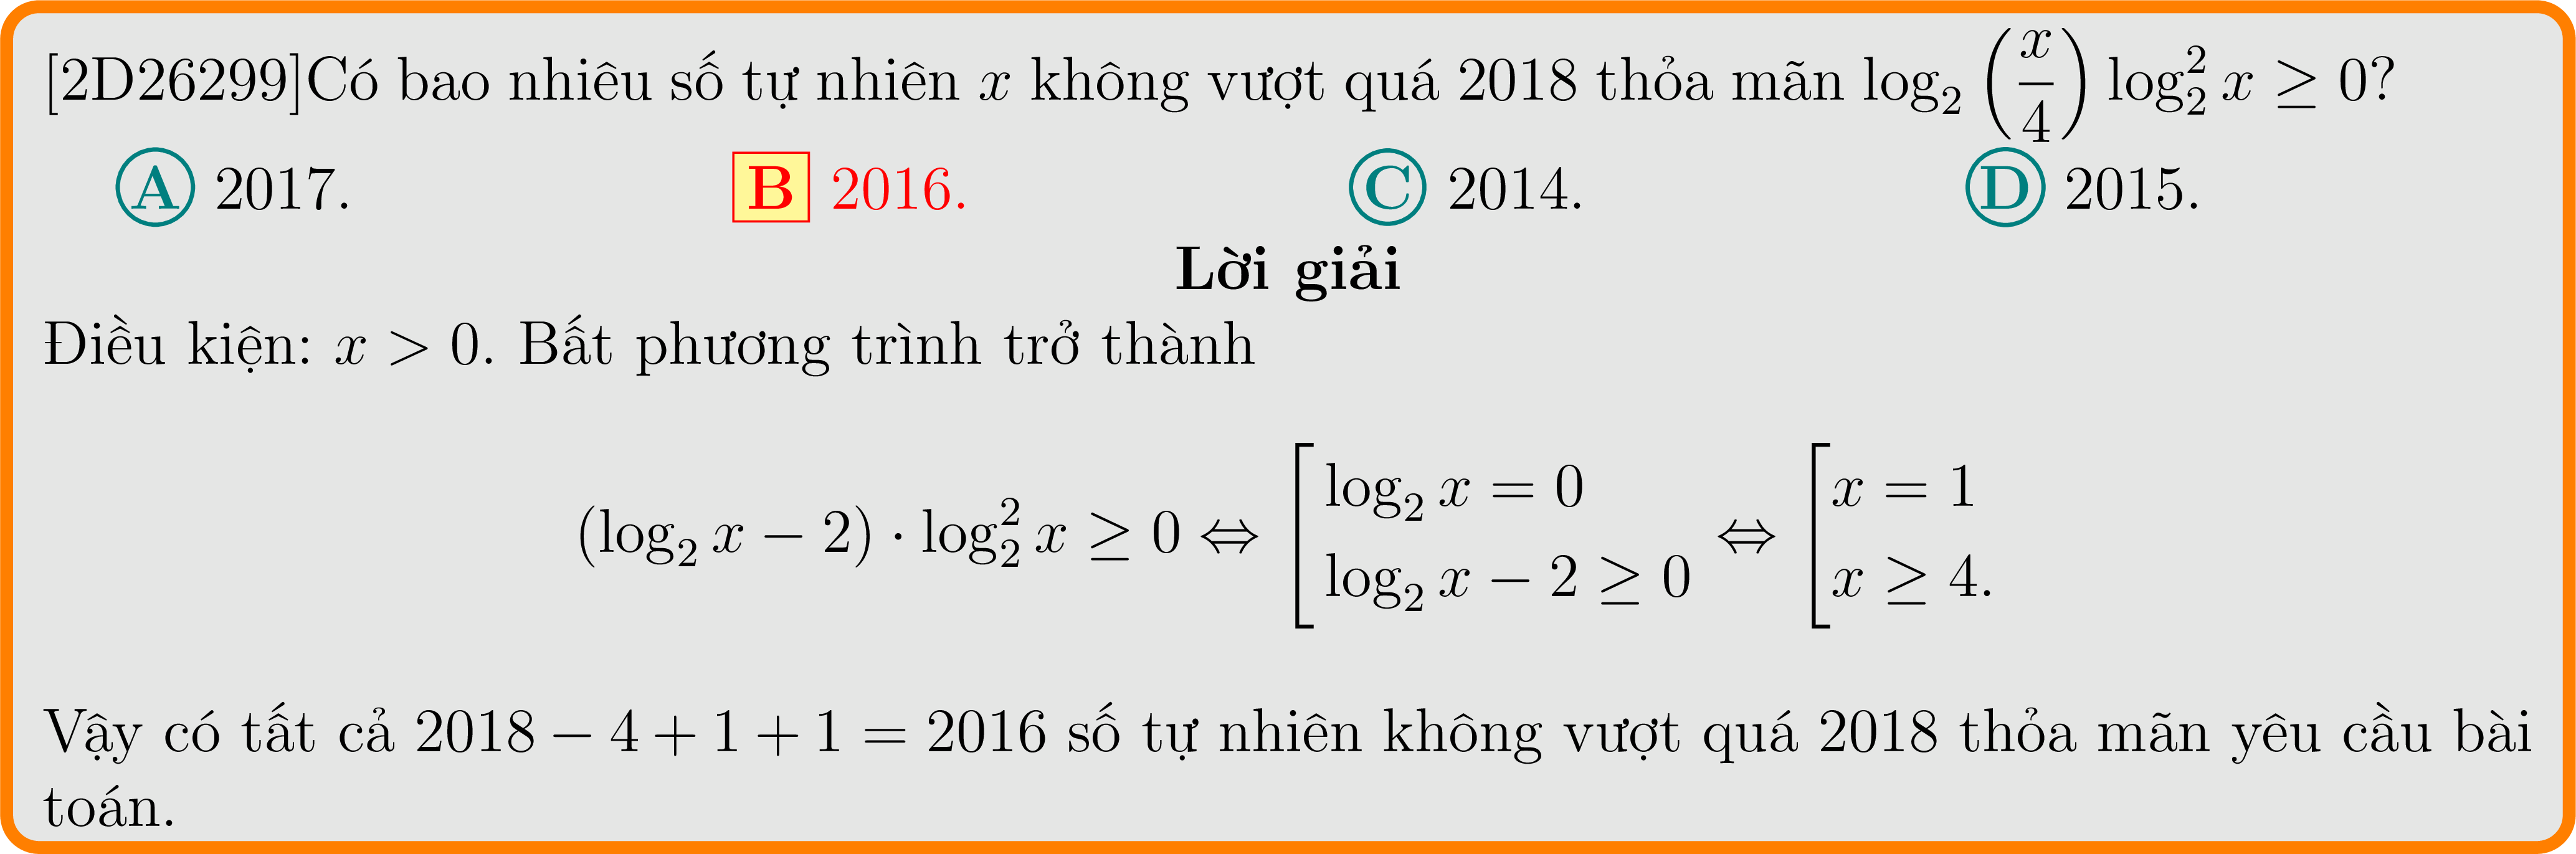 [2D26299]Có bao nhiêu số tự nhiên $x$ không vượt quá 2018 thỏa mãn $\log_2\left(\dfrac{x}{4}\right)\log_2^2 x \geq 0$?
A 2017. B 2016. C 2014. D 2015.
Lời giải
Điều kiện: $x > 0$. Bất phương trình trở thành
$(\log_2 x - 2) \cdot \log_2^2 x \geq 0 \Leftrightarrow \left[\begin{array}{l} \log_2 x = 0 \\ \log_2 x - 2 \geq 0 \end{array}\right. \Leftrightarrow \left[\begin{array}{l} x = 1 \\ x \geq 4. \end{array}\right.$
Vậy có tất cả $2018 - 4 + 1 + 1 = 2016$ số tự nhiên không vượt quá 2018 thỏa mãn yêu cầu bài
toán.